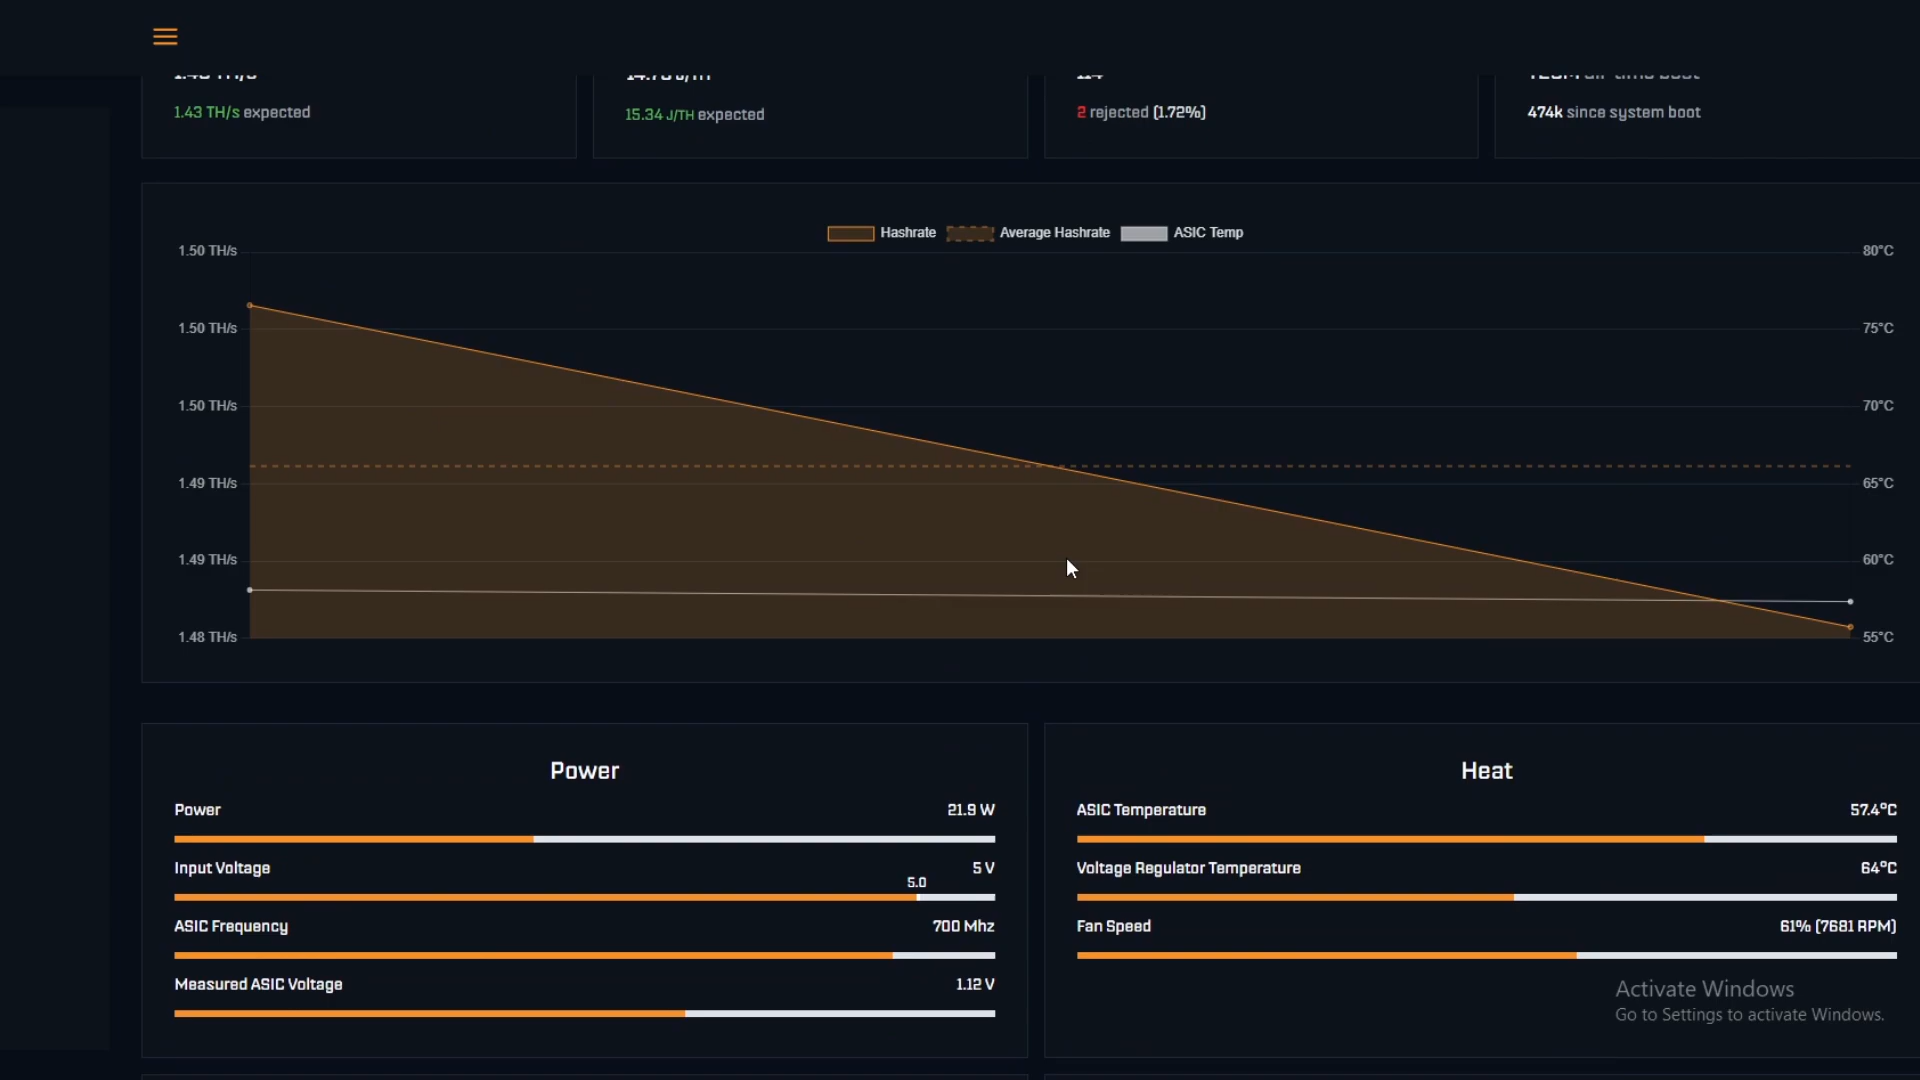 1.43 TH/s expected
15.34 J/TH expected
2 rejected (1.72%)
474k since system boot
Hashrate Average Hashrate ASIC Temp
1.50 TH/s 80°C
1.50 TH/s 75°C
1.50 TH/s 70°C
1.49 TH/s 65°C
1.49 TH/s 60°C
1.48 TH/s 55°C
Power
Power 21.9 W
Input Voltage 5 V
5.0
ASIC Frequency 700 Mhz
Measured ASIC Voltage 1.12 V
Heat
ASIC Temperature 57.4°C
Voltage Regulator Temperature 64°C
Fan Speed 61% (7681 RPM)
Activate Windows
Go to Settings to activate Windows.